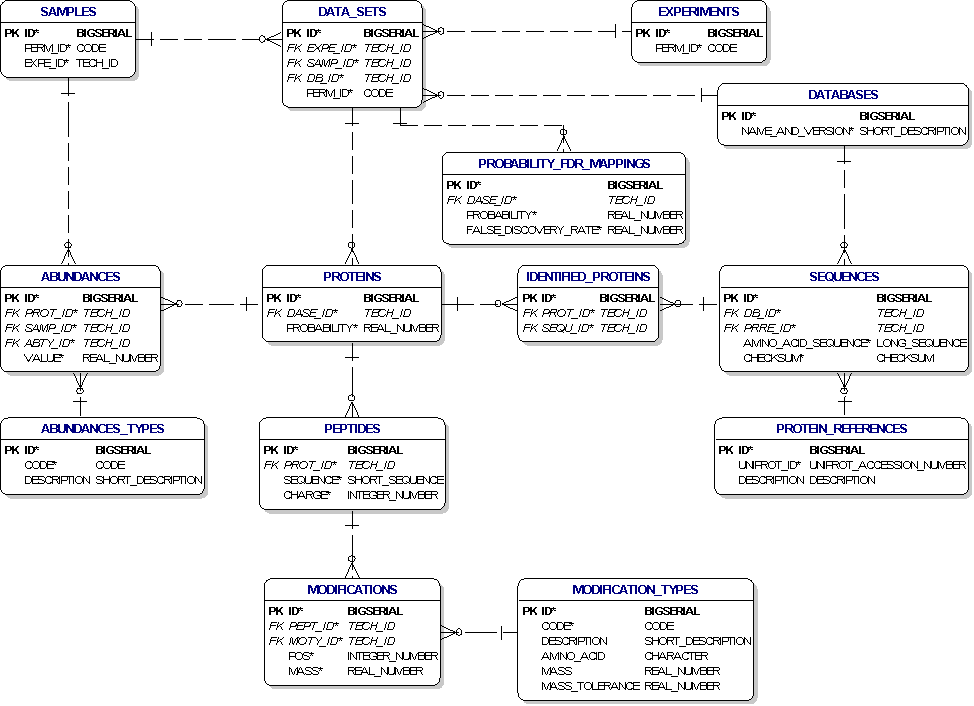 SAMPLES
PK ID* BIGSERIAL
PERM_ID* CODE
EXPE_ID* TECH_ID
DATA_SETS
PK ID* BIGSERIAL
FK EXPE_ID* TECH_ID
FK SAMP_ID* TECH_ID
FK DB_ID* TECH_ID
PERM_ID* CODE
EXPERIMENTS
PK ID* BIGSERIAL
PERM_ID* CODE
DATABASES
PK ID* BIGSERIAL
NAME_AND_VERSION* SHORT_DESCRIPTION
PROBABILITY_FDR_MAPPINGS
PK ID* BIGSERIAL
FK DASE_ID* TECH_ID
PROBABILITY* REAL_NUMBER
FALSE_DISCOVERY_RATE* REAL_NUMBER
ABUNDANCES
PK ID* BIGSERIAL
FK PROT_ID* TECH_ID
FK SAMP_ID* TECH_ID
FK ABTY_ID* TECH_ID
VALUE* REAL_NUMBER
PROTEINS
PK ID* BIGSERIAL
FK DASE_ID* TECH_ID
PROBABILITY* REAL_NUMBER
IDENTIFIED_PROTEINS
PK ID* BIGSERIAL
FK PROT_ID* TECH_ID
FK SEQU_ID* TECH_ID
SEQUENCES
PK ID* BIGSERIAL
FK DB_ID* TECH_ID
FK PRRE_ID* TECH_ID
AMINO_ACID_SEQUENCE* LONG_SEQUENCE
CHECKSUM* CHECKSUM
ABUNDANCES_TYPES
PK ID* BIGSERIAL
CODE* CODE
DESCRIPTION SHORT_DESCRIPTION
PEPTIDES
PK ID* BIGSERIAL
FK PROT_ID* TECH_ID
SEQUENCE* SHORT_SEQUENCE
CHARGE* INTEGER_NUMBER
PROTEIN_REFERENCES
PK ID* BIGSERIAL
UNIPROT_ID* UNIPROT_ACCESSION_NUMBER
DESCRIPTION DESCRIPTION
MODIFICATIONS
PK ID* BIGSERIAL
FK PEPT_ID* TECH_ID
FK MOTY_ID* TECH_ID
POS* INTEGER_NUMBER
MASS* REAL_NUMBER
MODIFICATION_TYPES
PK ID* BIGSERIAL
CODE* CODE
DESCRIPTION SHORT_DESCRIPTION
AMINO_ACID CHARACTER
MASS REAL_NUMBER
MASS_TOLERANCE REAL_NUMBER